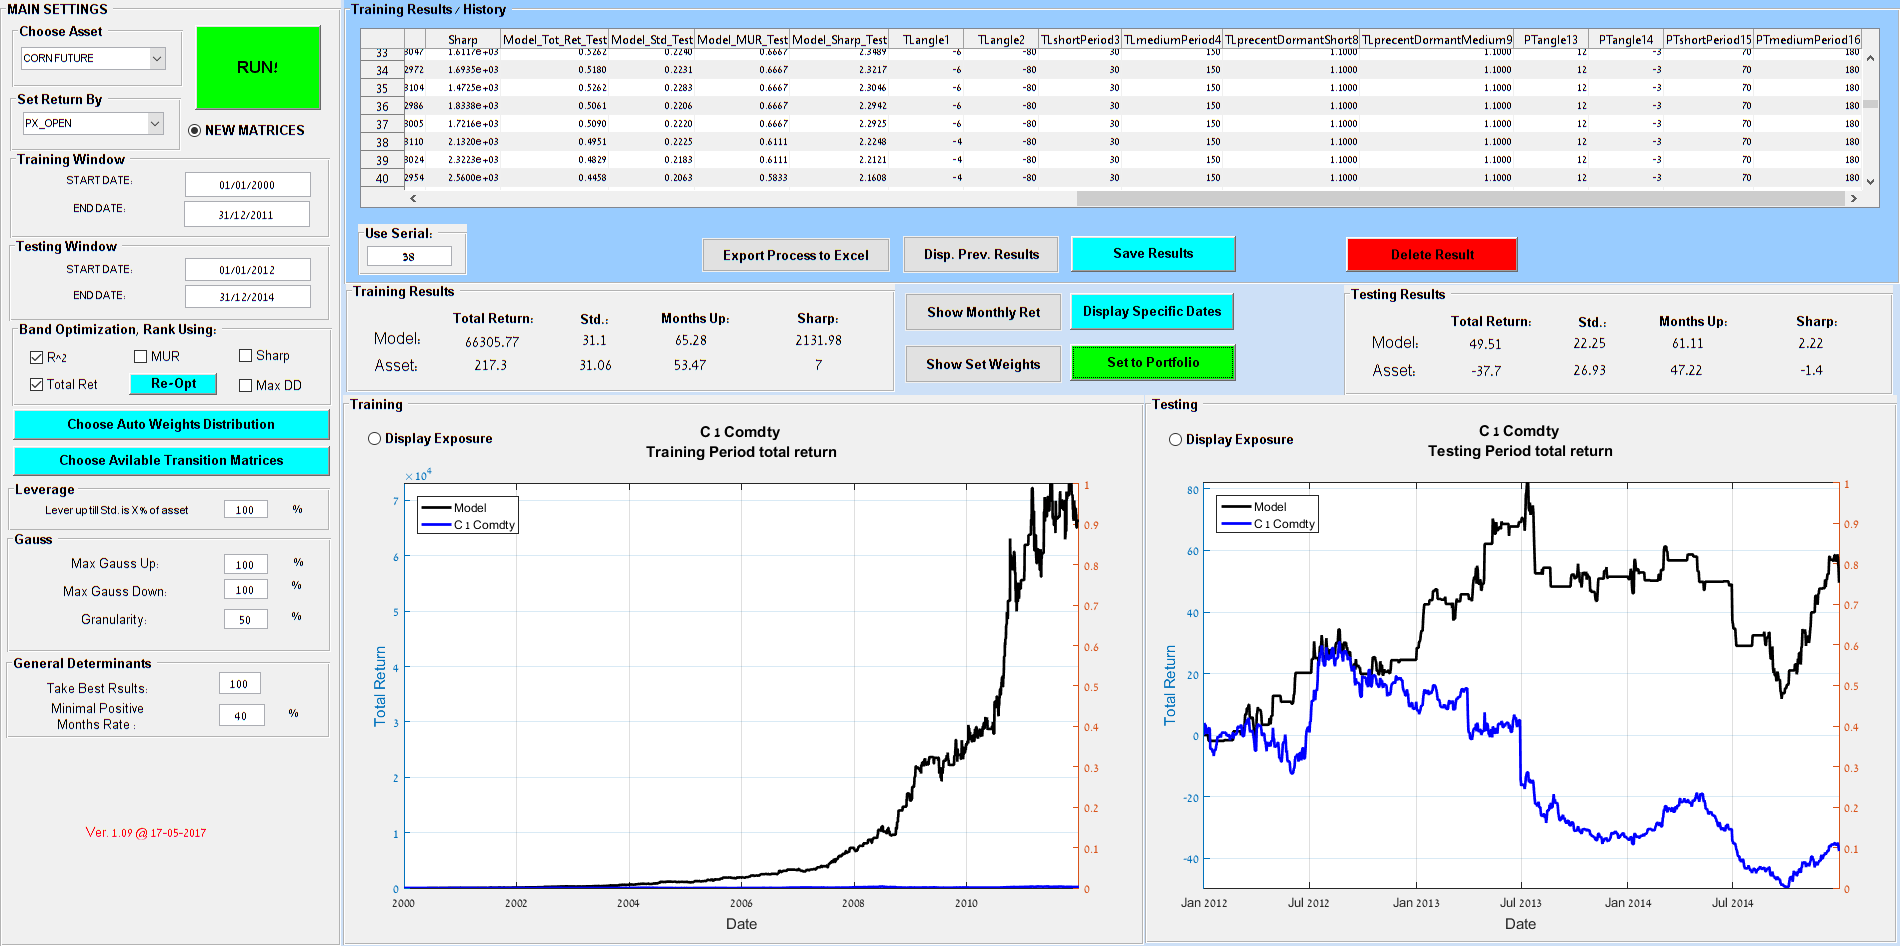 MAIN SETTINGS
Choose Asset
CORN FUTURE
RUN!
Set Return By
PX_OPEN
NEW MATRICES
Training Window
START DATE: 01/01/2000
END DATE: 31/12/2011
Testing Window
START DATE: 01/01/2012
END DATE: 31/12/2014
Band Optimization, Rank Using:
R^2 MUR Sharp
Total Ret Re-Opt Max DD
Choose Auto Weights Distribution
Choose Avilable Transition Matrices
Leverage
Lever up till Std. is X % of asset 100 %
Gauss
Max Gauss Up: 100 %
Max Gauss Down: 100 %
Granularity: 50 %
General Determinants
Take Best Rsults: 100
Minimal Positive
Months Rate : 40 %
Ver. 1.09 @ 17-05-2017
Training Results / History
Sharp Model_Tot_Ret_Test Model_Std_Test Model_MUR_Test Model_Sharp_Test TLangle1 TLangle2 TLshortPeriod3 TLmediumPeriod4 TLprecentDormantShort8 TLprecentDormantMedium9 PTangle13 PTangle14 PTshortPeriod15 PTmediumPeriod16
33 3047 1.6117e+03 0.5262 0.2240 0.6667 2.3489 -6 -80 30 150 1.1000 1.1000 12 -3 70 180
34 2972 1.6935e+03 0.5180 0.2231 0.6667 2.3217 -6 -80 30 150 1.1000 1.1000 12 -3 70 180
35 3104 1.4725e+03 0.5262 0.2283 0.6667 2.3046 -6 -80 30 150 1.1000 1.1000 12 -3 70 180
36 2986 1.8338e+03 0.5061 0.2206 0.6667 2.2942 -6 -80 30 150 1.1000 1.1000 12 -3 70 180
37 3005 1.7216e+03 0.5090 0.2220 0.6667 2.2925 -6 -80 30 150 1.1000 1.1000 12 -3 70 180
38 3110 2.1320e+03 0.4951 0.2225 0.6111 2.2248 -4 -80 30 150 1.1000 1.1000 12 -3 70 180
39 3024 2.3223e+03 0.4829 0.2183 0.6111 2.2121 -4 -80 30 150 1.1000 1.1000 12 -3 70 180
40 2954 2.5600e+03 0.4458 0.2063 0.5833 2.1608 -4 -80 30 150 1.1000 1.1000 12 -3 70 180
Use Serial:
38
Export Process to Excel
Disp. Prev. Results
Save Results
Delete Result
Training Results
Total Return: Std.: Months Up: Sharp:
Model: 66305.77 31.1 65.28 2131.98
Asset: 217.3 31.06 53.47 7
Show Monthly Ret
Display Specific Dates
Show Set Weights
Set to Portfolio
Testing Results
Total Return: Std.: Months Up: Sharp:
Model: 49.51 22.25 61.11 2.22
Asset: -37.7 26.93 47.22 -1.4
Training
Display Exposure
C 1 Comdty
Training Period total return
×10^4
Model
C 1 Comdty
7
6
5
4
3
2
1
0
Total Return
1
0.9
0.8
0.7
0.6
0.5
0.4
0.3
0.2
0.1
0
2000 2002 2004 2006 2008 2010
Date
Testing
Display Exposure
C 1 Comdty
Testing Period total return
Model
C 1 Comdty
80
60
40
20
0
-20
-40
Total Return
1
0.9
0.8
0.7
0.6
0.5
0.4
0.3
0.2
0.1
0
Jan 2012 Jul 2012 Jan 2013 Jul 2013 Jan 2014 Jul 2014
Date